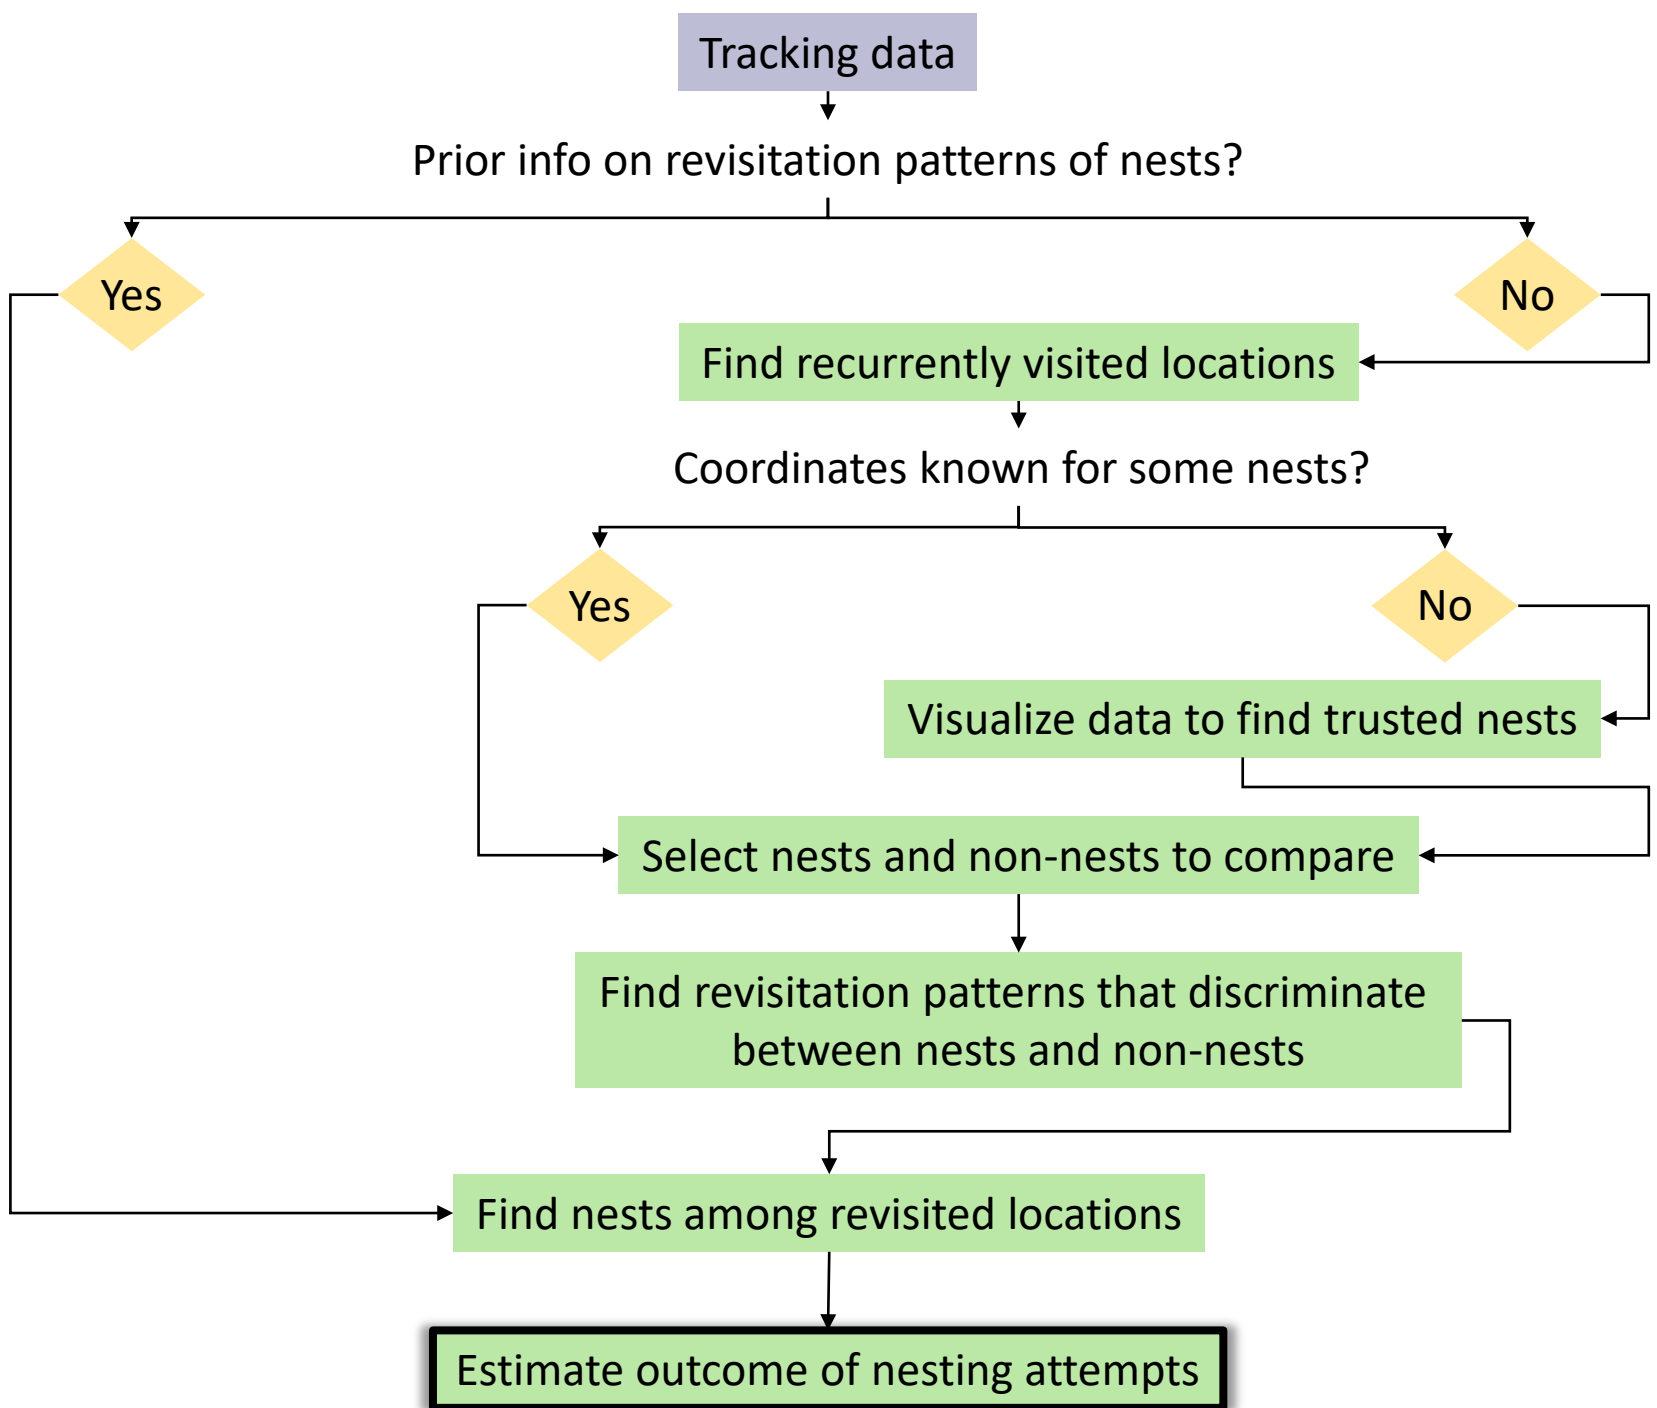 Tracking data
Prior info on revisitation patterns of nests?
Yes
No
Find recurrently visited locations
Coordinates known for some nests?
Yes
No
Visualize data to find trusted nests
Select nests and non-nests to compare
Find revisitation patterns that discriminate
between nests and non-nests
Find nests among revisited locations
Estimate outcome of nesting attempts